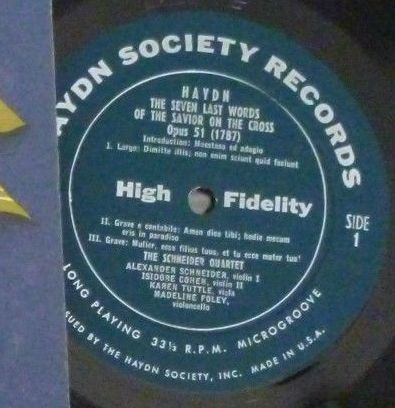 AYDN SOCIETY RECORDS
HAYDN
THE SEVEN LAST WORDS
OF THE SAVIOR ON THE CROSS
Opus 51 (1787)
Introduction: Maestoso ed adagio
I. Largo: Dimitte illis; non enim sciunt quid faciunt
High Fidelity
SIDE
1
II. Grave e cantabile: Amen dico tibi; hodie mecum
eris in paradiso
III. Grave: Mulier, ecce filius tuus, et tu ecce mater tua!
THE SCHNEIDER QUARTET
ALEXANDER SCHNEIDER, violin I
ISIDORE COHEN, violin II
KAREN TUTTLE, viola
MADELINE FOLEY,
violoncello
LONG PLAYING 33⅓ R.P.M. MICROGROOVE
UED BY THE HAYDN SOCIETY, INC. MADE IN U.S.A.